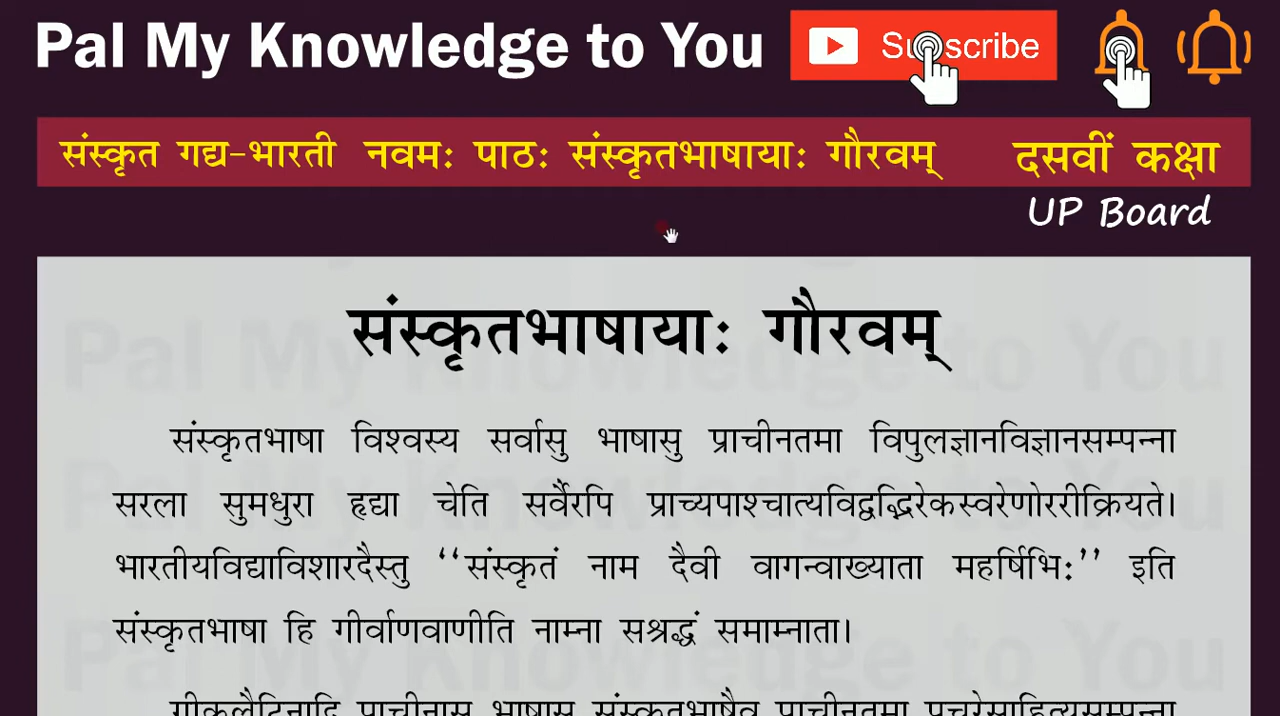 Pal My Knowledge to You
Subscribe
संस्कृत गद्य-भारती नवमः पाठः संस्कृतभाषायाः गौरवम् दसवीं कक्षा
UP Board
संस्कृतभाषायाः गौरवम्
संस्कृतभाषा विश्वस्य सर्वासु भाषासु प्राचीनतमा विपुलज्ञानविज्ञानसम्पन्ना
सरला सुमधुरा हृद्या चेति सर्वैरपि प्राच्यपाश्चात्यविद्वद्भिरेकस्वरेणोररीक्रियते।
भारतीयविद्याविशारदैस्तु “संस्कृतं नाम दैवी वागन्वाख्याता महर्षिभिः” इति
संस्कृतभाषा हि गीर्वाणवाणीति नाम्ना सश्रद्धं समाम्नाता।